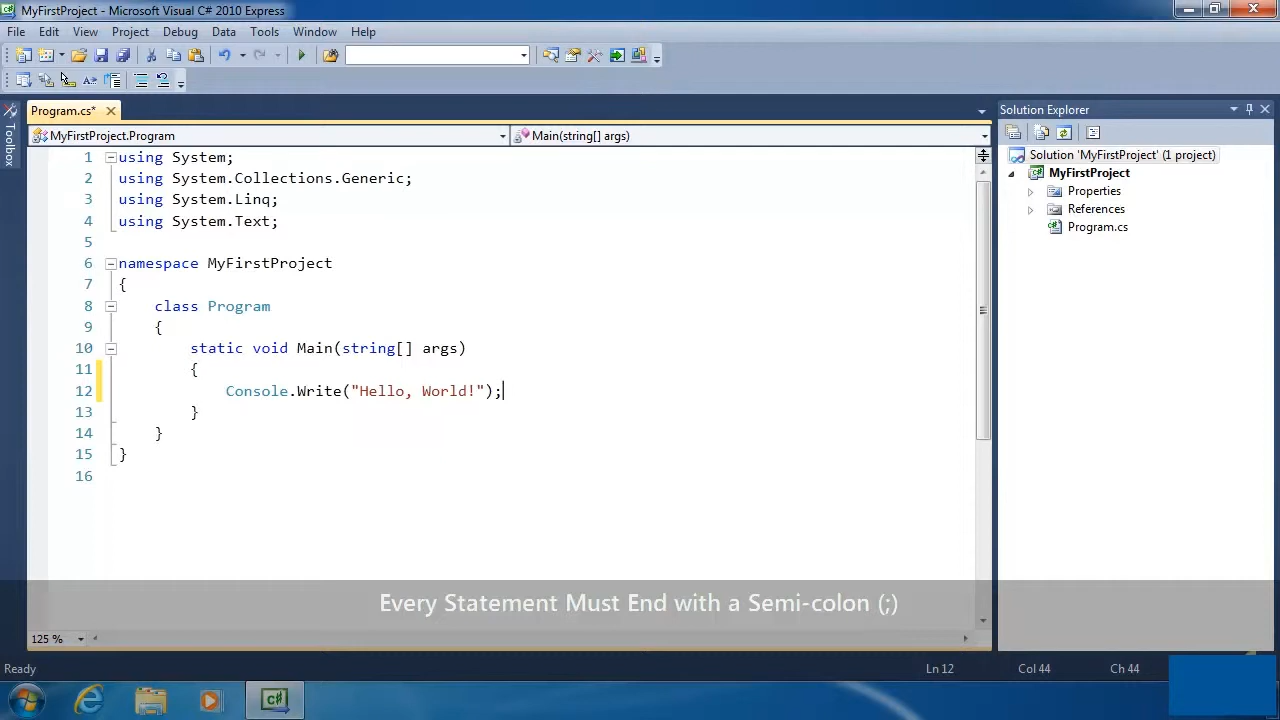 MyFirstProject - Microsoft Visual C# 2010 Express
File Edit View Project Debug Data Tools Window Help
Program.cs*
Solution Explorer
Toolbox
MyFirstProject.Program
Main(string[] args)
1 using System;
2 using System.Collections.Generic;
3 using System.Linq;
4 using System.Text;
5
6 namespace MyFirstProject
7 {
8 class Program
9 {
10 static void Main(string[] args)
11 {
12 Console.Write("Hello, World!");
13 }
14 }
15 }
16
Solution 'MyFirstProject' (1 project)
MyFirstProject
Properties
References
Program.cs
Every Statement Must End with a Semi-colon (;)
125 %
Ready
Ln 12 Col 44 Ch 44
C#